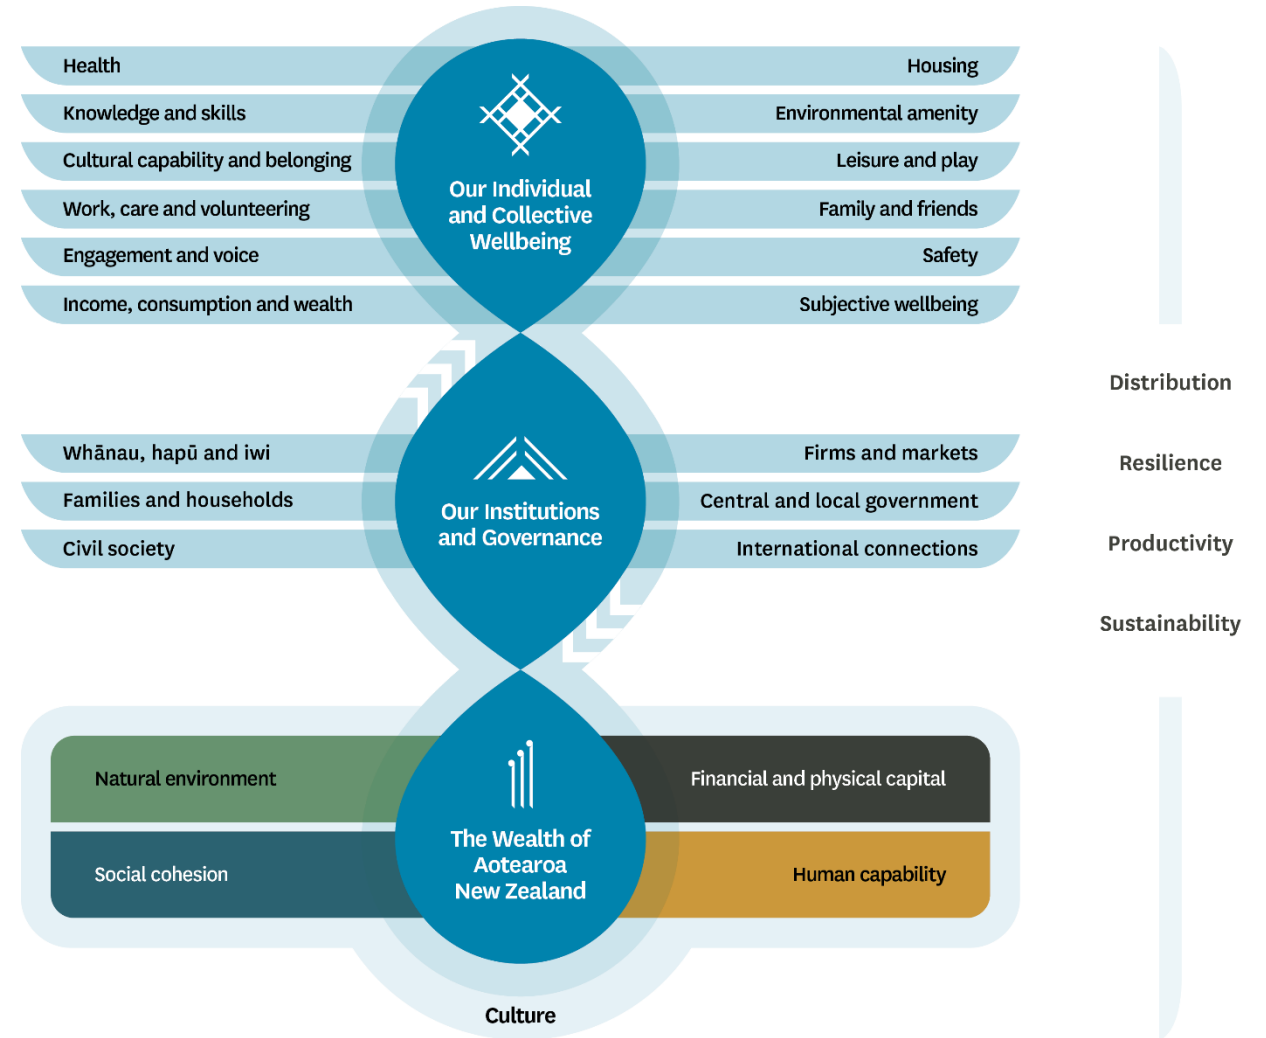 Health
Housing
Knowledge and skills
Environmental amenity
Cultural capability and belonging
Leisure and play
Work, care and volunteering
Family and friends
Engagement and voice
Safety
Income, consumption and wealth
Subjective wellbeing
Our Individual
and Collective
Wellbeing
Whānau, hapū and iwi
Firms and markets
Families and households
Central and local government
Civil society
International connections
Our Institutions
and Governance
Natural environment
Financial and physical capital
Social cohesion
Human capability
The Wealth of
Aotearoa
New Zealand
Culture
Distribution
Resilience
Productivity
Sustainability